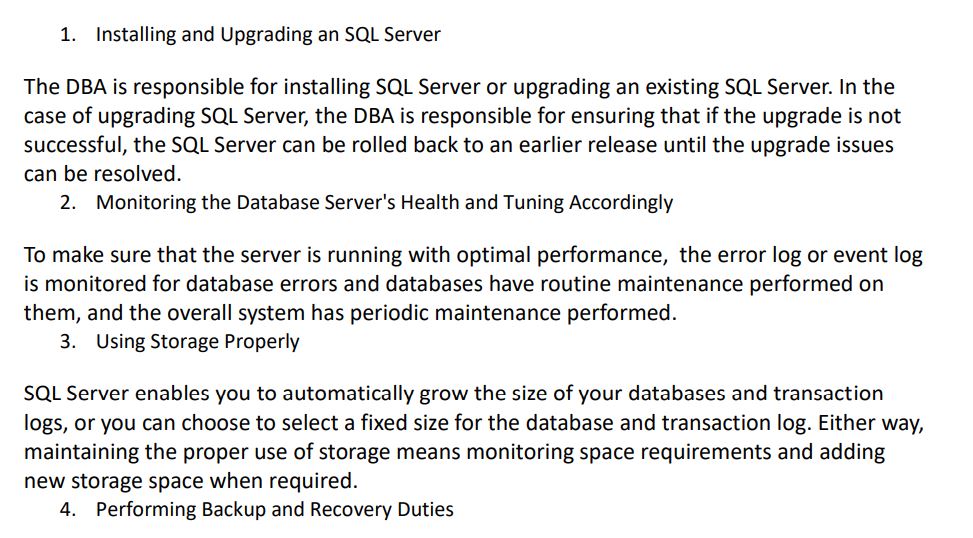 1. Installing and Upgrading an SQL Server
The DBA is responsible for installing SQL Server or upgrading an existing SQL Server. In the
case of upgrading SQL Server, the DBA is responsible for ensuring that if the upgrade is not
successful, the SQL Server can be rolled back to an earlier release until the upgrade issues
can be resolved.
2. Monitoring the Database Server's Health and Tuning Accordingly
To make sure that the server is running with optimal performance,  the error log or event log
is monitored for database errors and databases have routine maintenance performed on
them, and the overall system has periodic maintenance performed.
3. Using Storage Properly
SQL Server enables you to automatically grow the size of your databases and transaction
logs, or you can choose to select a fixed size for the database and transaction log. Either way,
maintaining the proper use of storage means monitoring space requirements and adding
new storage space when required.
4. Performing Backup and Recovery Duties